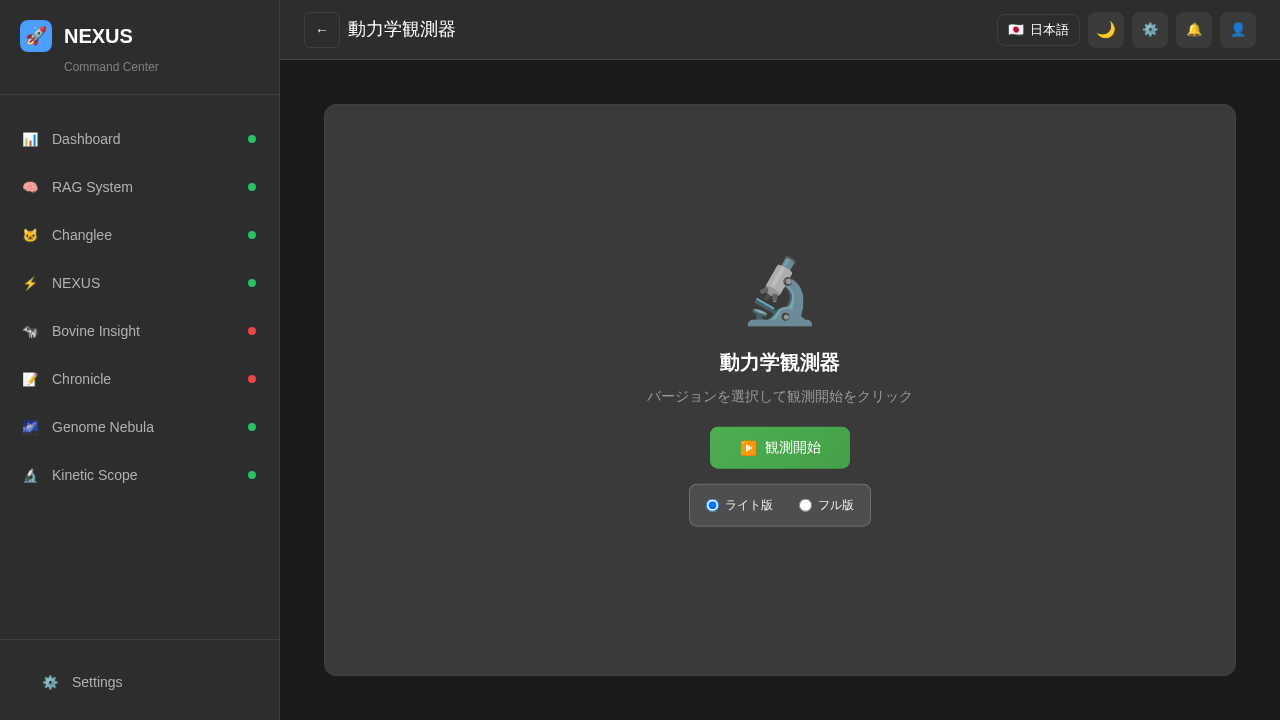 NEXUS
Command Center
Dashboard
RAG System
Changlee
NEXUS
Bovine Insight
Chronicle
Genome Nebula
Kinetic Scope
Settings
← 動力学観測器
日本語
動力学観測器
バージョンを選択して観測開始をクリック
観測開始
ライト版 フル版